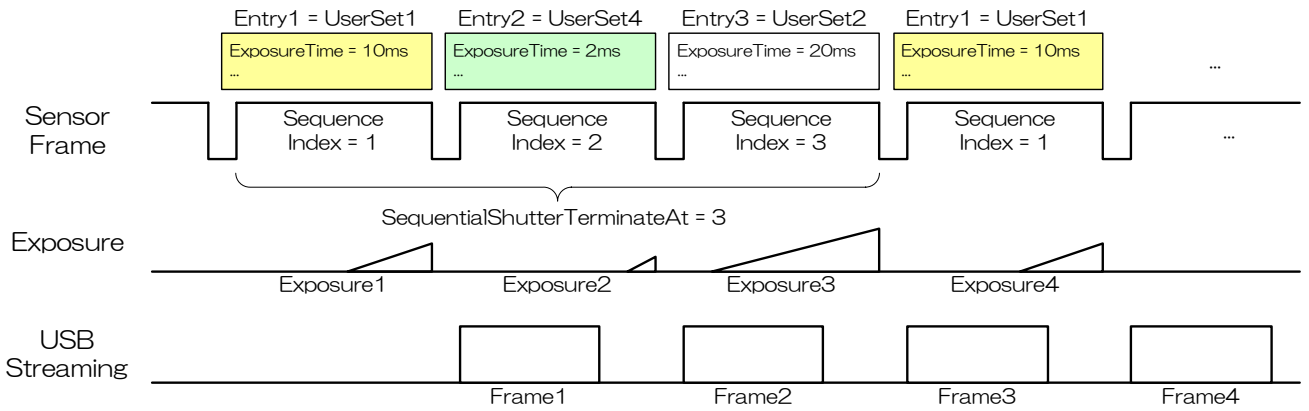 Entry1 = UserSet1 Entry2 = UserSet4 Entry3 = UserSet2 Entry1 = UserSet1
ExposureTime = 10ms ExposureTime = 2ms ExposureTime = 20ms ExposureTime = 10ms
... ... ... ... ...
Sensor
Frame
Sequence
Index = 1
Sequence
Index = 2
Sequence
Index = 3
Sequence
Index = 1
...
SequentialShutterTerminateAt = 3
Exposure
Exposure1 Exposure2 Exposure3 Exposure4
USB
Streaming
Frame1 Frame2 Frame3 Frame4